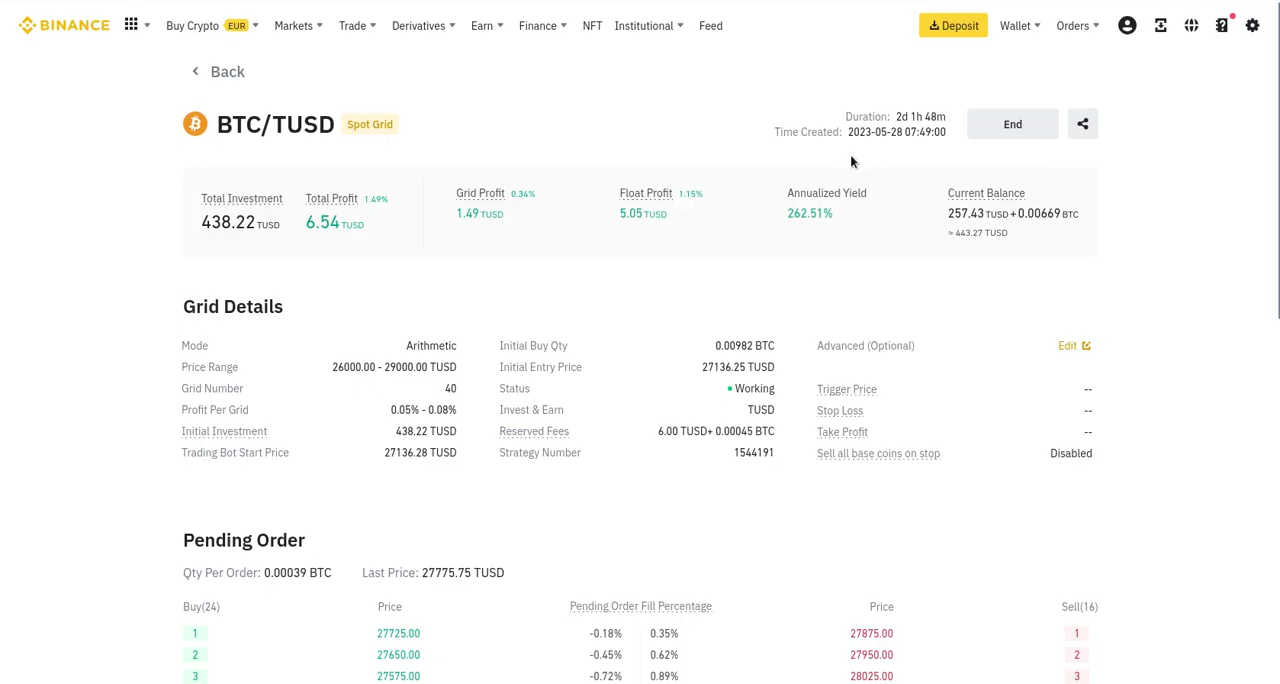 BINANCE Buy Crypto EUR Markets Trade Derivatives Earn Finance NFT Institutional Feed Deposit Wallet Orders
Back
BTC/TUSD Spot Grid
Duration: 2d 1h 48m
Time Created: 2023-05-28 07:49:00
End
Total Investment
438.22 TUSD
Total Profit 1.49%
6.54 TUSD
Grid Profit 0.34%
1.49 TUSD
Float Profit 1.15%
5.05 TUSD
Annualized Yield
262.51%
Current Balance
257.43 TUSD + 0.00669 BTC
≈ 443.27 TUSD
Grid Details
Mode Arithmetic
Price Range 26000.00 - 29000.00 TUSD
Grid Number 40
Profit Per Grid 0.05% - 0.08%
Initial Investment 438.22 TUSD
Trading Bot Start Price 27136.28 TUSD
Initial Buy Qty 0.00982 BTC
Initial Entry Price 27136.25 TUSD
Status Working
Invest & Earn TUSD
Reserved Fees 6.00 TUSD+ 0.00045 BTC
Strategy Number 1544191
Advanced (Optional) Edit
Trigger Price --
Stop Loss --
Take Profit --
Sell all base coins on stop Disabled
Pending Order
Qty Per Order: 0.00039 BTC Last Price: 27775.75 TUSD
Buy(24) Price Pending Order Fill Percentage Price Sell(16)
1 27725.00 -0.18% 0.35% 27875.00 1
2 27650.00 -0.45% 0.62% 27950.00 2
3 27575.00 -0.72% 0.89% 28025.00 3